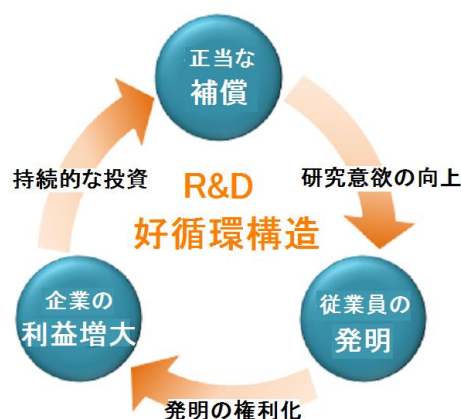 正当な
補償
持続的な投資
研究意欲の向上
R&D
好循環構造
企業の
利益増大
従業員の
発明
発明の権利化